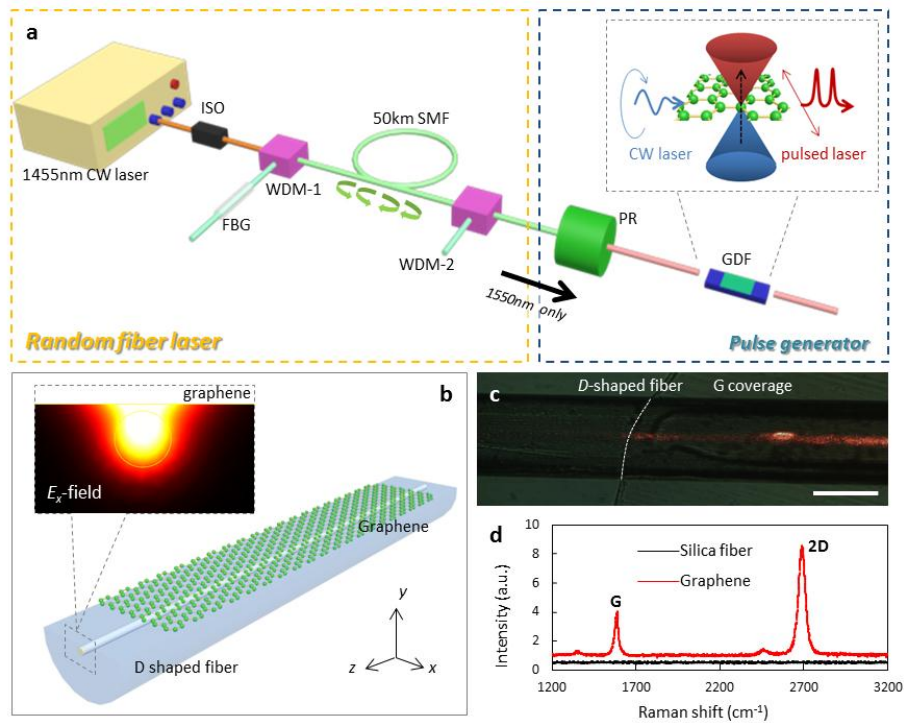 a
1455nm CW laser
ISO
WDM-1
FBG
50km SMF
WDM-2
1550nm only
PR
GDF
CW laser
pulsed laser
Random fiber laser
Pulse generator
b
graphene
Ex-field
Graphene
D shaped fiber
y
z
x
c
D-shaped fiber
G coverage
d
Intensity (a.u.)
10
8
6
4
2
0
Silica fiber
Graphene
G
2D
1200 1700 2200 2700 3200
Raman shift (cm⁻¹)